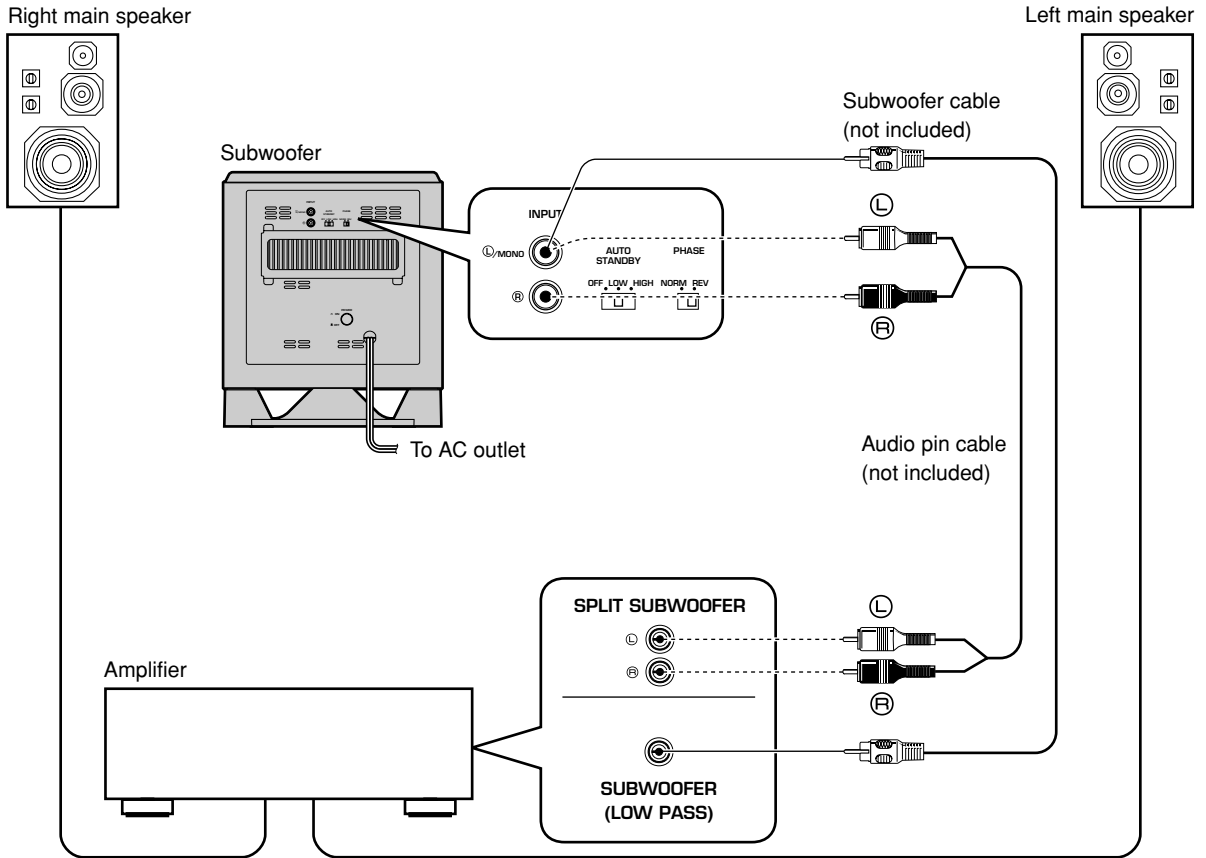 Right main speaker
Left main speaker
Subwoofer cable
(not included)
Subwoofer
INPUT
Ⓛ/MONO
AUTO
STANDBY
PHASE
OFF LOW HIGH
NORM REV
Ⓡ
Ⓛ
Ⓡ
To AC outlet
Audio pin cable
(not included)
SPLIT SUBWOOFER
Ⓛ
Ⓡ
Ⓛ
Ⓡ
Amplifier
SUBWOOFER
(LOW PASS)